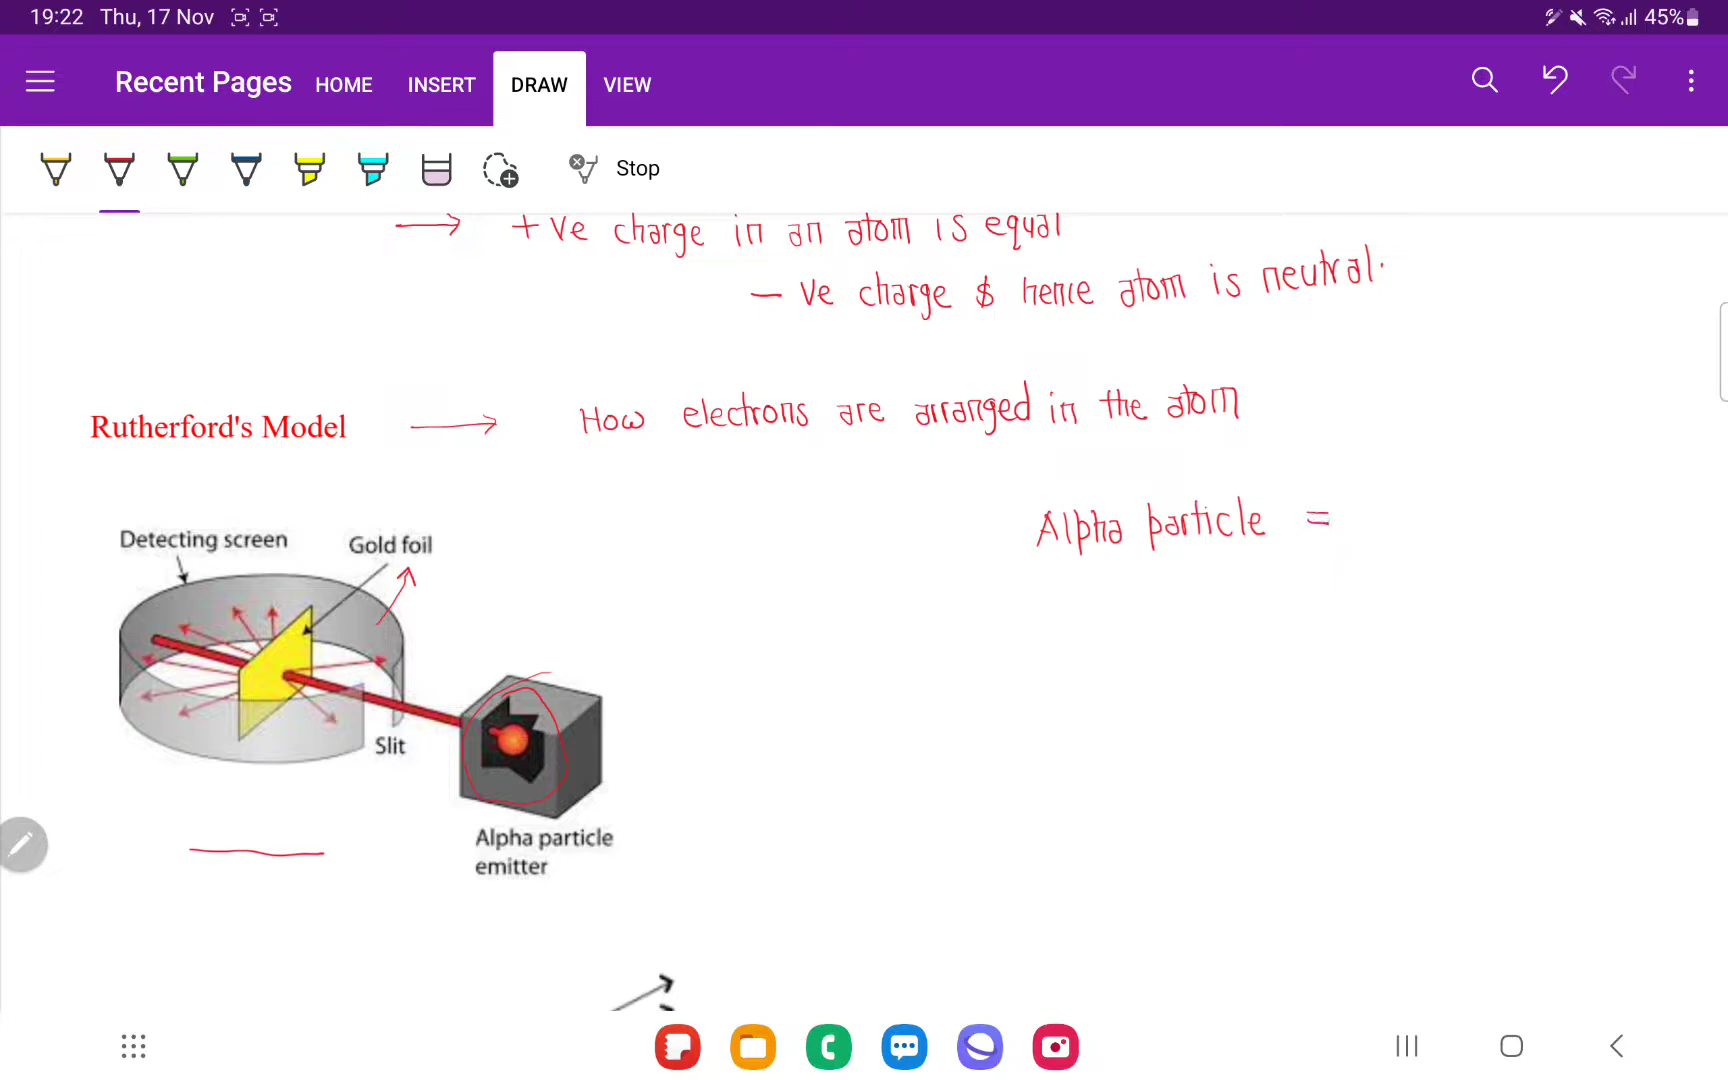 19:22 Thu, 17 Nov 45%
Recent Pages HOME INSERT DRAW VIEW
Stop
→ +ve charge in an atom is equal
- ve charge $ hence atom is neutral.
Rutherford's Model → How electrons are arranged in the atom
Alpha particle =
Detecting screen
Gold foil
Slit
Alpha particle
emitter